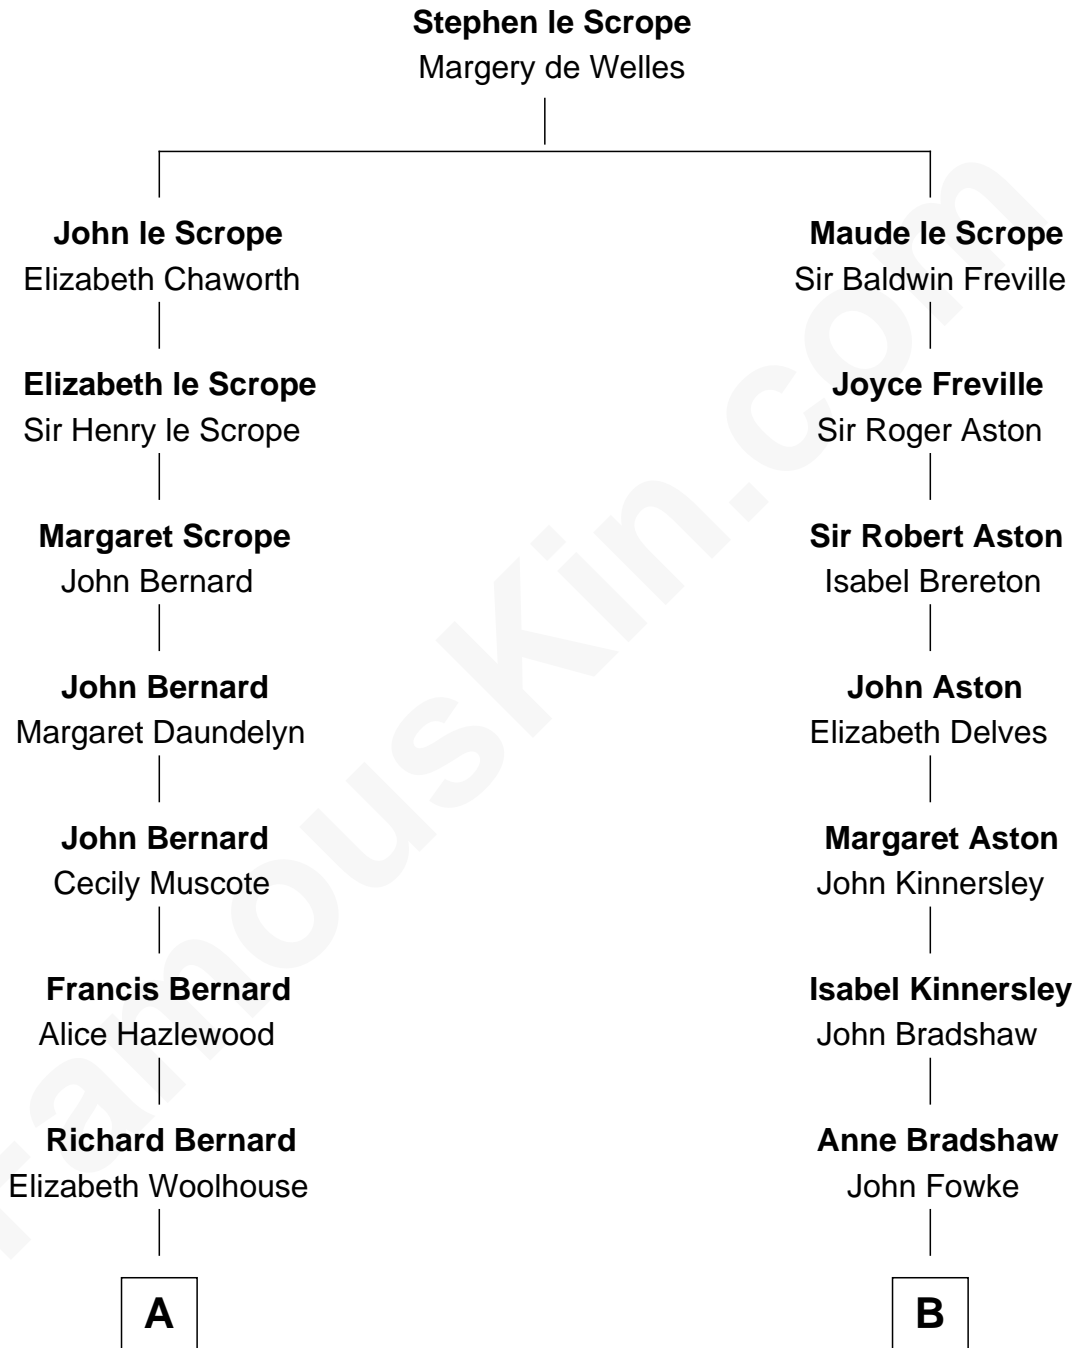 Stephen le Scrope
Margery de Welles
John le Scrope
Elizabeth Chaworth
Maude le Scrope
Sir Baldwin Freville
Elizabeth le Scrope
Sir Henry le Scrope
Joyce Freville
Sir Roger Aston
Margaret Scrope
John Bernard
Sir Robert Aston
Isabel Brereton
John Bernard
Margaret Daundelyn
John Aston
Elizabeth Delves
John Bernard
Cecily Muscote
Margaret Aston
John Kinnersley
Francis Bernard
Alice Hazlewood
Isabel Kinnersley
John Bradshaw
Richard Bernard
Elizabeth Woolhouse
Anne Bradshaw
John Fowke
A
B
FamousKin.com